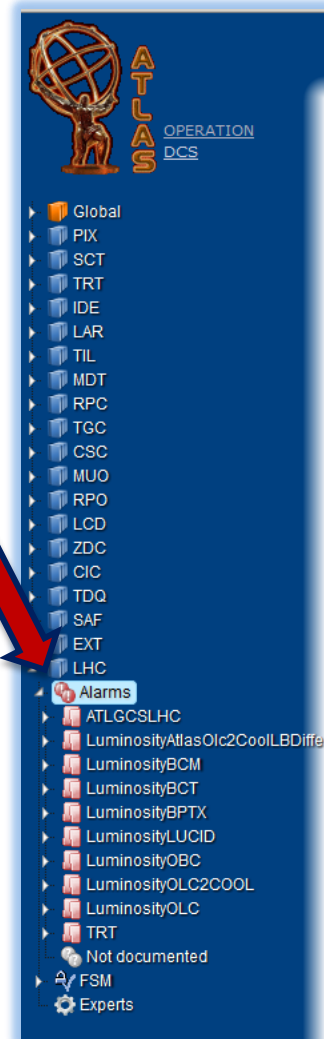 ATLAS
OPERATION
DCS
Global
PIX
SCT
TRT
IDE
LAR
TIL
MDT
RPC
TGC
CSC
MUO
RPO
LCD
ZDC
CIC
TDQ
SAF
EXT
LHC
Alarms
ATLGCSLHC
LuminosityAtlasOlc2CoolLBDiffe
LuminosityBCM
LuminosityBCT
LuminosityBPTX
LuminosityLUCID
LuminosityOBC
LuminosityOLC2COOL
LuminosityOLC
TRT
Not documented
FSM
Experts